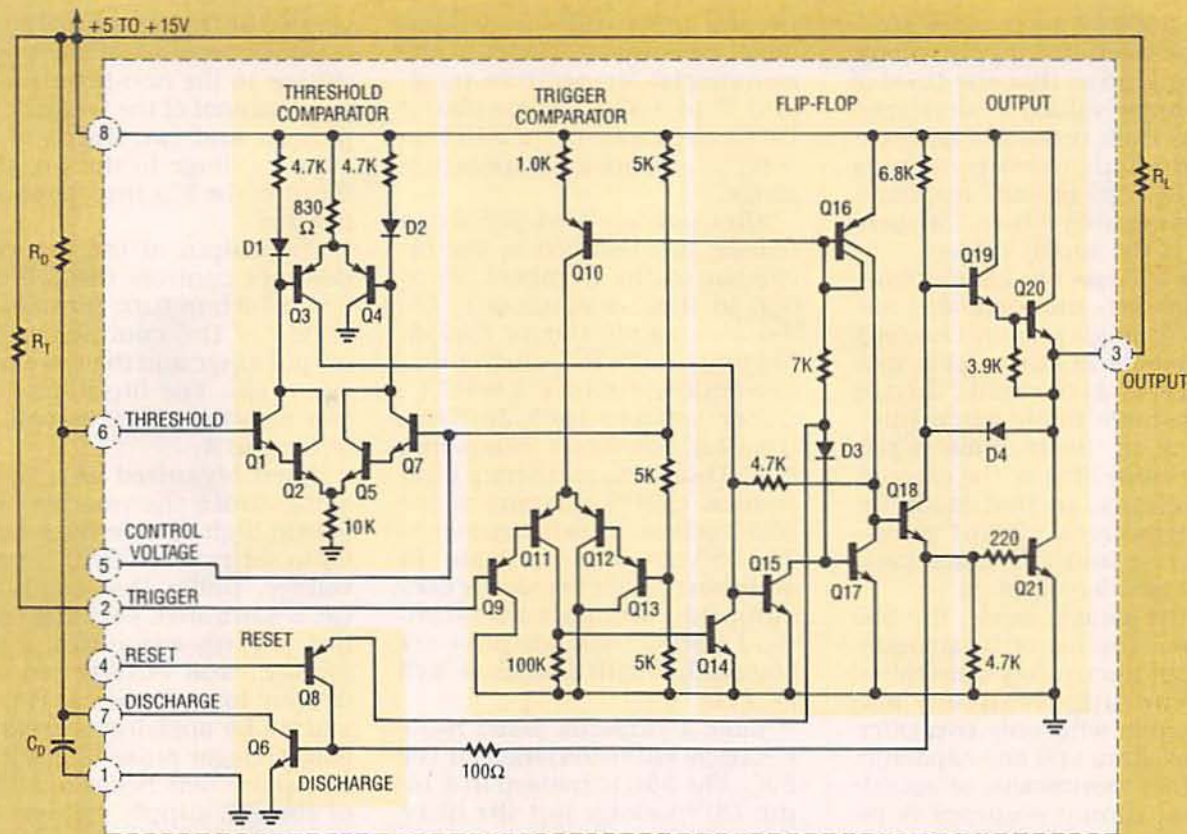 +5 TO +15V
THRESHOLD
COMPARATOR
TRIGGER
COMPARATOR
FLIP-FLOP
OUTPUT
8
4.7K
4.7K
1.0K
5K
6.8K
R_L
830
Ω
D1
D2
Q16
R_D
Q10
Q19
Q20
Q3
Q4
R_T
7K
3.9K
3
OUTPUT
THRESHOLD
6
D4
Q1
Q7
D3
Q2
Q5
5K
4.7K
Q18
10K
CONTROL
VOLTAGE
5
Q11
Q12
220
TRIGGER
2
Q9
Q13
Q15
Q17
Q21
RESET
RESET
4
100K
5K
Q14
4.7K
Q8
DISCHARGE
7
Q6
C_D
100Ω
DISCHARGE
1